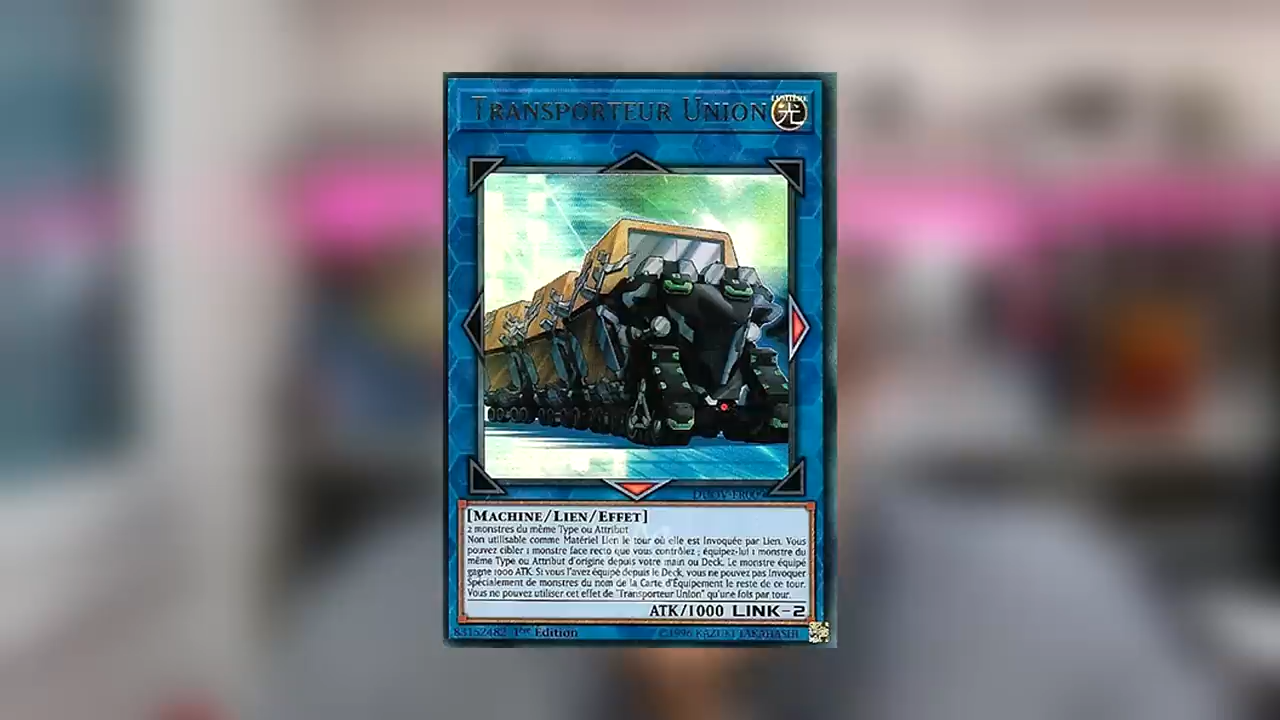 TRANSPORTEUR UNION
LUMIÈRE
光
[MACHINE/LIEN/EFFET]
2 monstres du même Type ou Attribut
Non utilisable comme Matériel Lien le tour où elle est Invoquée par Lien. Vous
pouvez cibler 1 monstre face recto que vous contrôlez ; équipez-lui 1 monstre du
même Type ou Attribut d'origine depuis votre main ou Deck. Le monstre équipé
gagne 1000 ATK. Si vous l'avez équipé depuis le Deck, vous ne pouvez pas Invoquer
Spécialement de monstres du nom de la Carte d'Équipement le reste de ce tour.
Vous ne pouvez utiliser cet effet de "Transporteur Union" qu'une fois par tour.
ATK/1000 LINK-2
83152482 1st Edition ©1996 KAZUKI TAKAHASHI